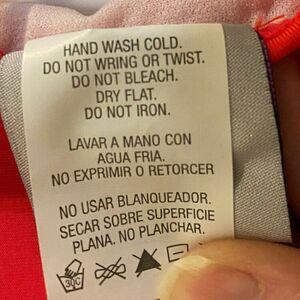 HAND WASH COLD.
DO NOT WRING OR TWIST.
DO NOT BLEACH.
DRY FLAT.
DO NOT IRON.
LAVAR A MANO CON
AGUA FRIA.
NO EXPRIMIR O RETORCER
NO USAR BLANQUEADOR.
SECAR SOBRE SUPERFICIE
PLANA. NO PLANCHAR.
30C